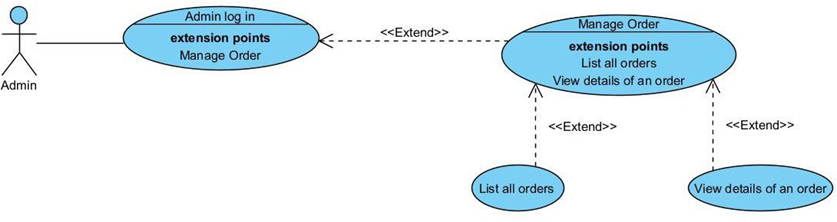 Admin log in
extension points
Manage Order
Admin
<<Extend>>
Manage Order
extension points
List all orders
View details of an order
<<Extend>>
<<Extend>>
List all orders
View details of an order